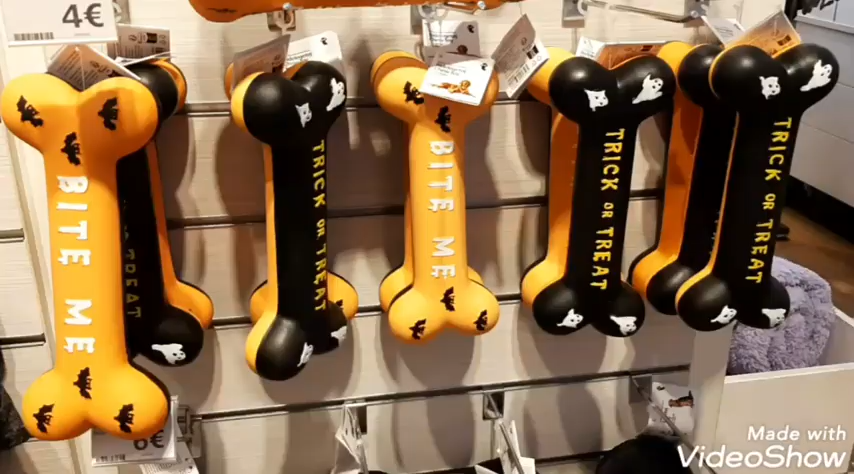 4€
BITE ME
TREAT
TRICK OR TREAT
BITE ME
TRICK OR TREAT
TRICK OR TREAT
6€
Made with
VideoShow